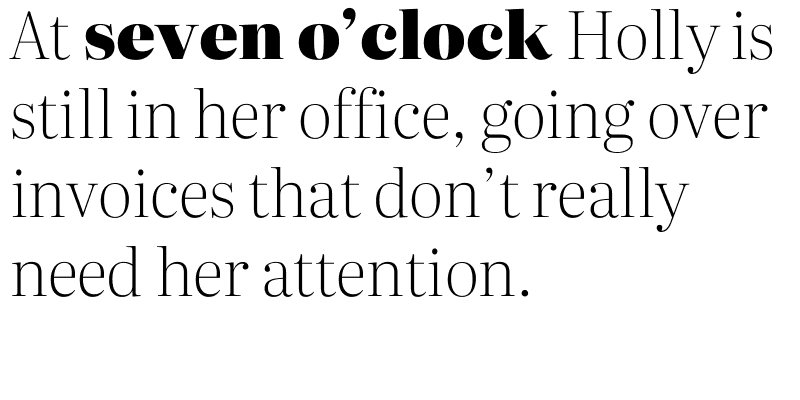 At seven o’clock Holly is
still in her office, going over
invoices that don’t really
need her attention.